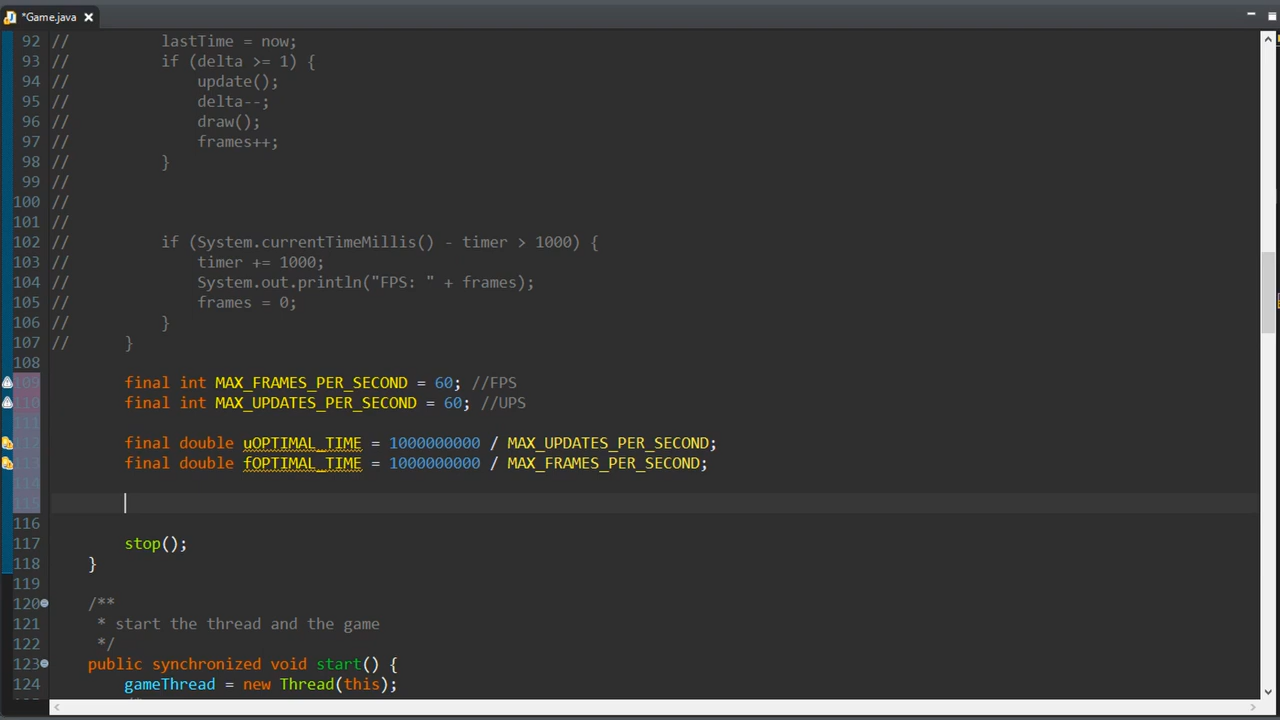 *Game.java
92 // lastTime = now;
93 // if (delta >= 1) {
94 // update();
95 // delta--;
96 // draw();
97 // frames++;
98 // }
99 //
100 //
101 //
102 // if (System.currentTimeMillis() - timer > 1000) {
103 // timer += 1000;
104 // System.out.println("FPS: " + frames);
105 // frames = 0;
106 // }
107 // }
108
109 final int MAX_FRAMES_PER_SECOND = 60; //FPS
110 final int MAX_UPDATES_PER_SECOND = 60; //UPS
111
112 final double uOPTIMAL_TIME = 1000000000 / MAX_UPDATES_PER_SECOND;
113 final double fOPTIMAL_TIME = 1000000000 / MAX_FRAMES_PER_SECOND;
114
115
116
117 stop();
118 }
119
120 /**
121 * start the thread and the game
122 */
123 public synchronized void start() {
124 gameThread = new Thread(this);